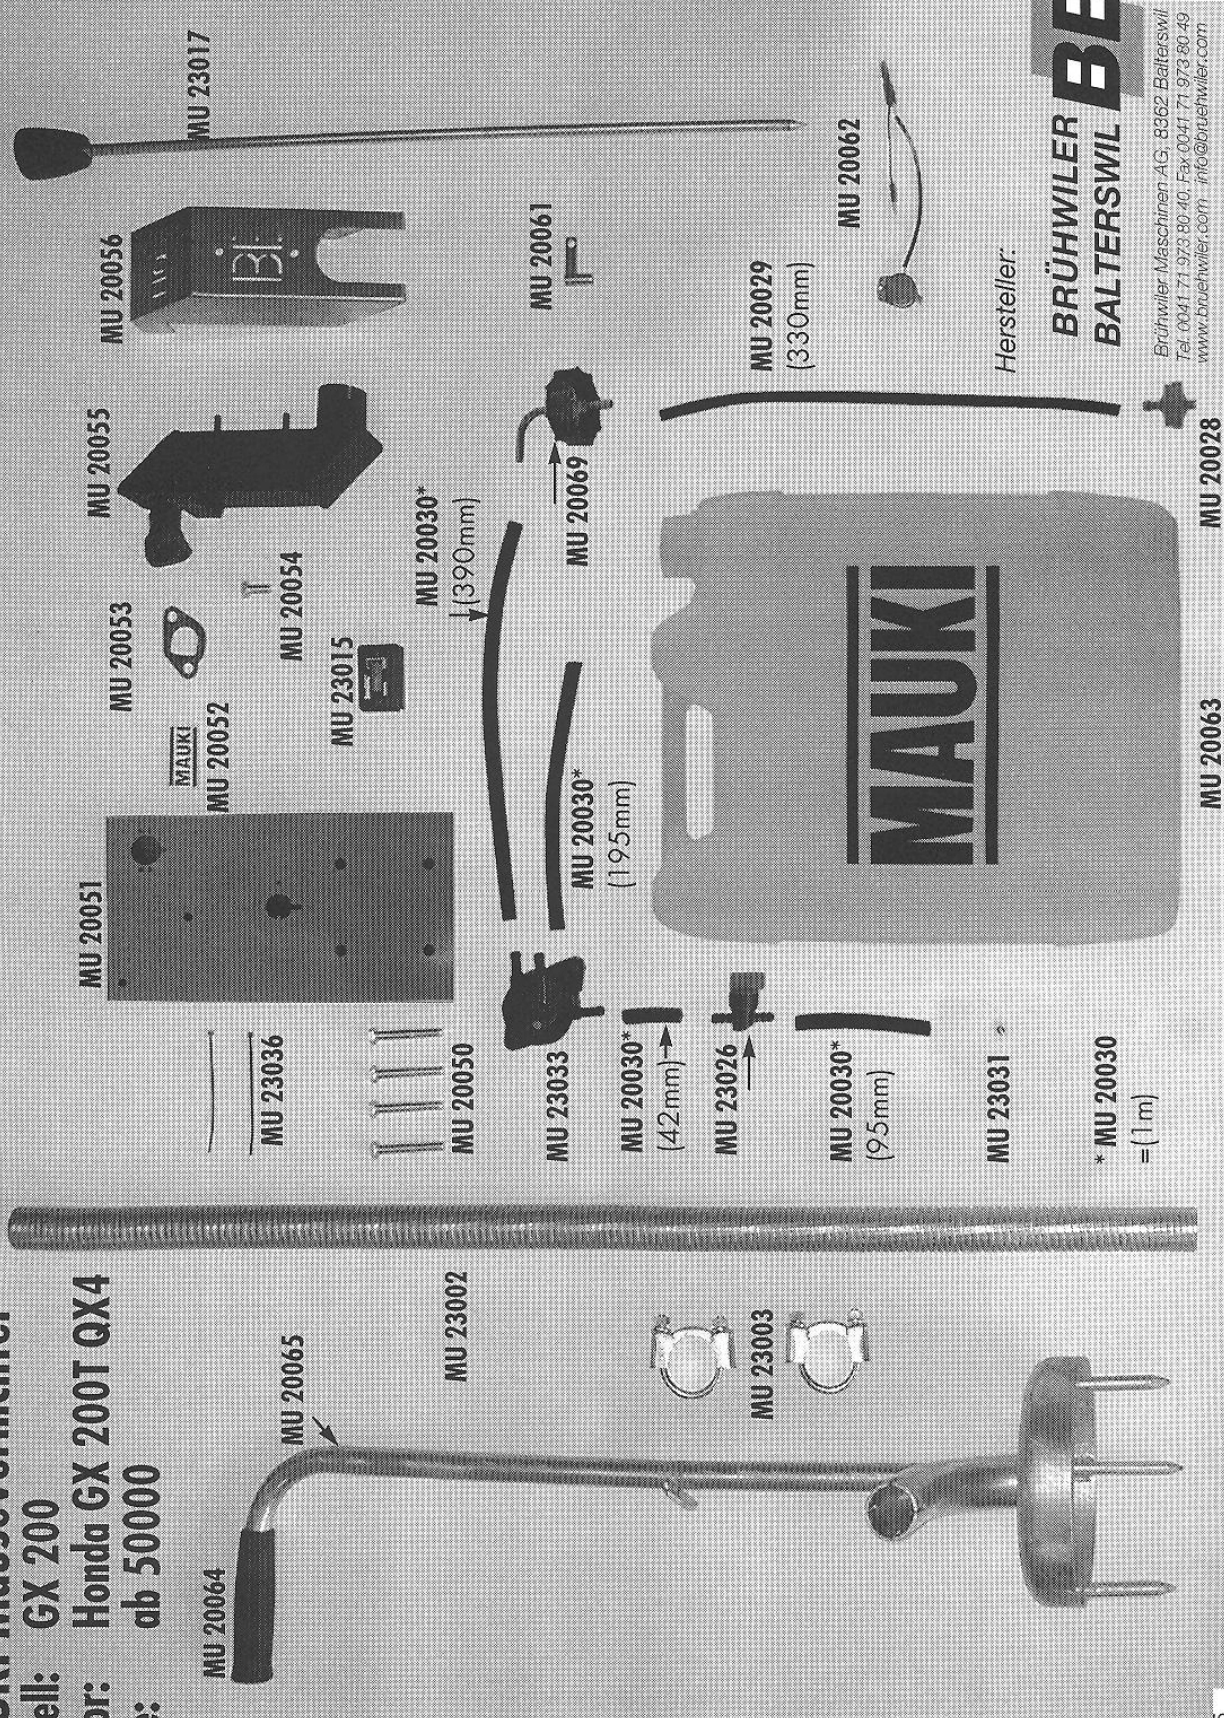 GX 200
Honda GX 200T QX4
ab 50000
MU 20064
MU 20065
MU 23002
MU 23003
MU 23036
MU 20050
MU 23033
MU 20030*
(42mm)
MU 23026
MU 20030*
(95mm)
MU 23031
* MU 20030
=(1m)
MU 20051
MAUKI
MU 20052
MU 20053
MU 20054
MU 23015
MU 20030*
(390mm)
MU 20030*
(195mm)
MU 20069
MAUKI
MU 20063
MU 20028
MU 20055
MU 20056
BE
MU 23017
MU 20061
MU 20029
(330mm)
MU 20062
Hersteller:
BRÜHWILER
BALTERSWIL
BE
Brühwiler Maschinen AG, 8362 Balterswil
Tel. 0041 71 973 80 40, Fax 0041 71 973 80 49
www.bruehwiler.com info@bruehwiler.com